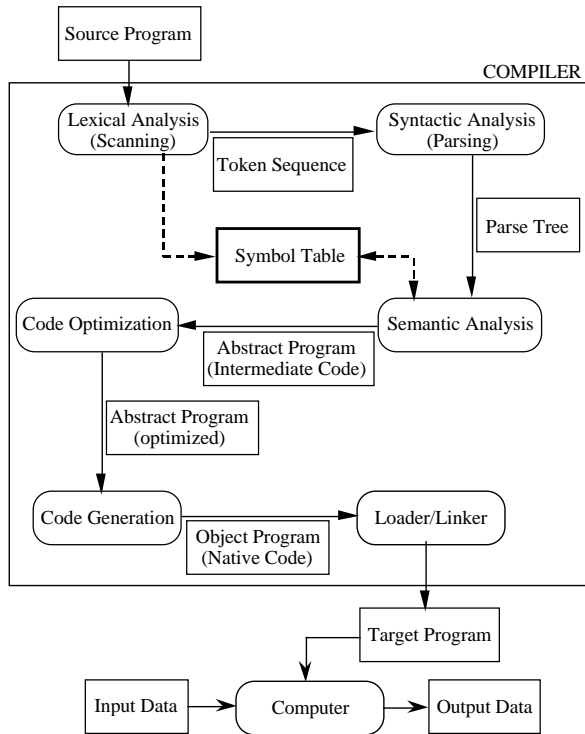 Source Program
COMPILER
Lexical Analysis
(Scanning)
Syntactic Analysis
(Parsing)
Token Sequence
Parse Tree
Symbol Table
Code Optimization
Semantic Analysis
Abstract Program
(Intermediate Code)
Abstract Program
(optimized)
Code Generation
Loader/Linker
Object Program
(Native Code)
Target Program
Input Data
Computer
Output Data